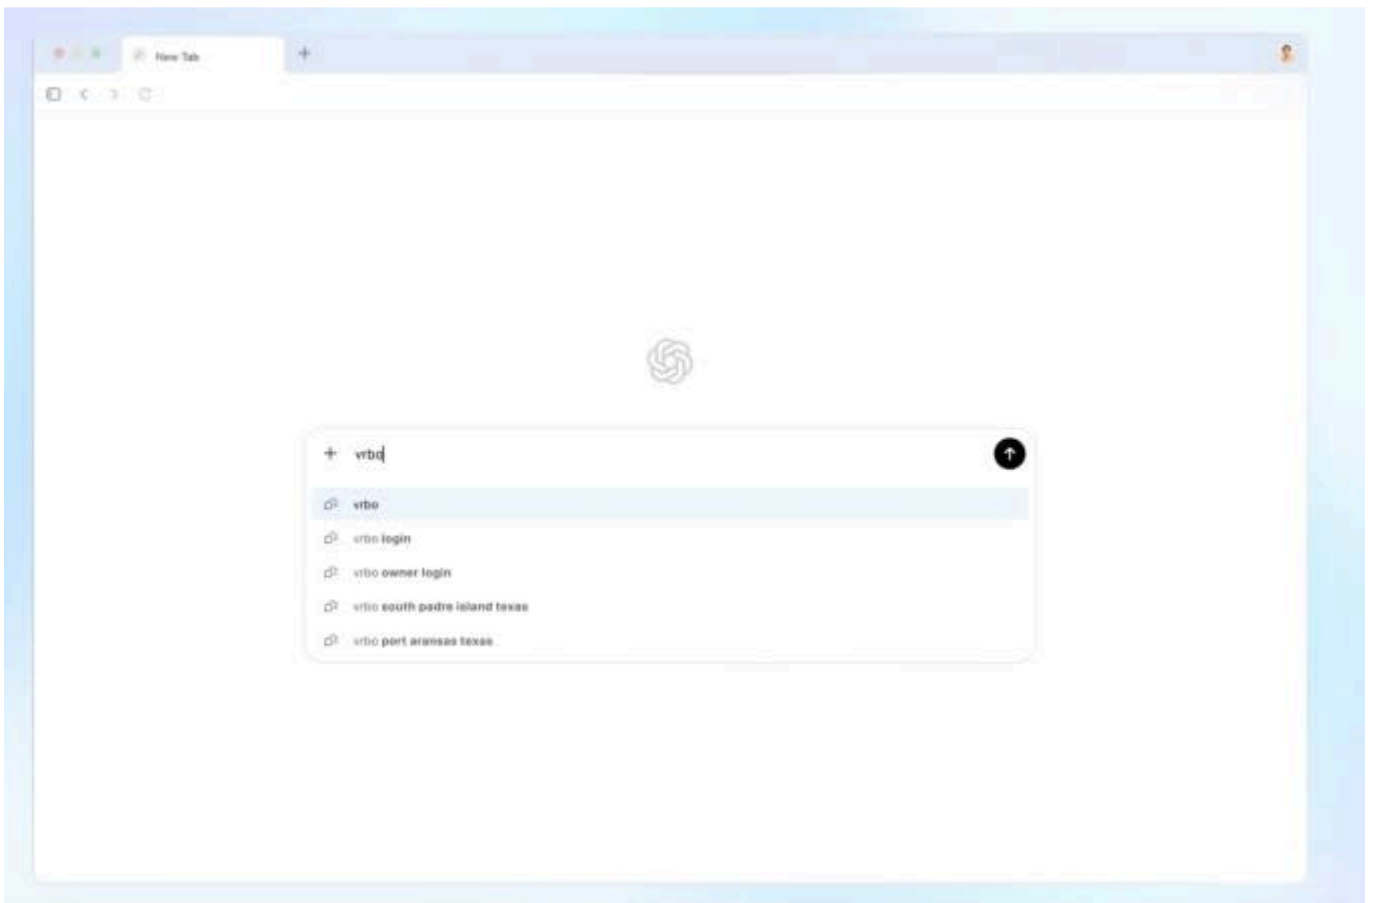 New Tab
vrbo
vrbo
vrbo login
vrbo owner login
vrbo south padre island texas
vrbo port aransas texas